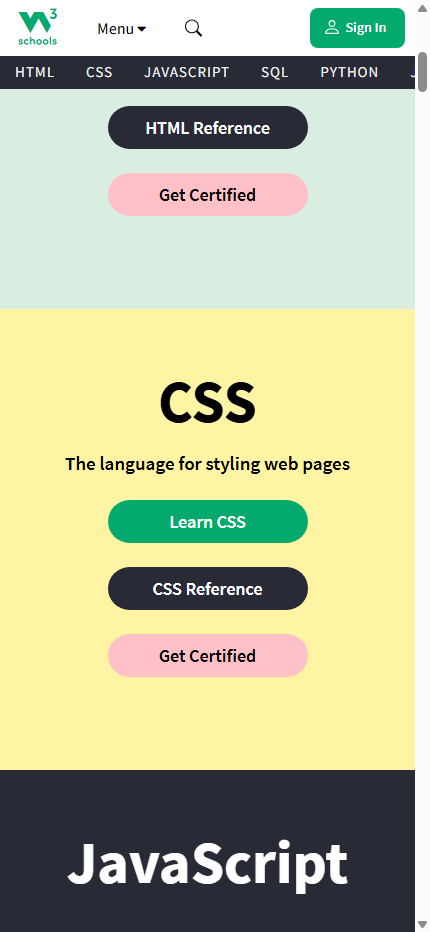 3
schools
Menu
Sign In
HTML CSS JAVASCRIPT SQL PYTHON
HTML Reference
Get Certified
CSS
The language for styling web pages
Learn CSS
CSS Reference
Get Certified
JavaScript